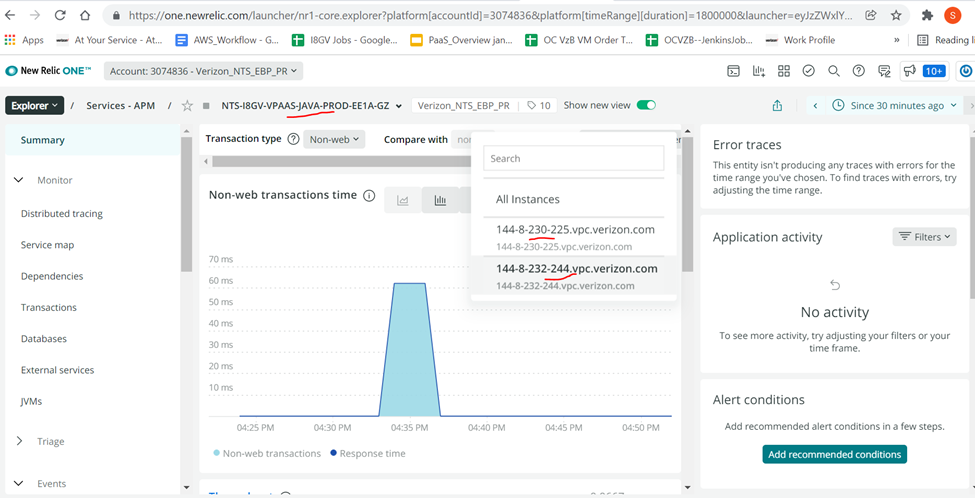 https://one.newrelic.com/launcher/nr1-core.explorer?platform[accountId]=3074836&platform[timeRange][duration]=1800000&launcher=eyJzZWxlY...
Apps At Your Service - At... AWS_Workflow - G... I8GV Jobs - Google... PaaS_Overview jan... OC VzB VM Order T... OCVZB--JenkinsJob... Work Profile » Reading li
New Relic ONE™ Account: 3074836 - Verizon_NTS_EBP_PR 10+
Explorer / Services - APM / NTS-I8GV-VPAAS-JAVA-PROD-EE1A-GZ Verizon_NTS_EBP_PR 10 Show new view Since 30 minutes ago
Summary
Monitor
Distributed tracing
Service map
Dependencies
Transactions
Databases
External services
JVMs
Triage
Events
Transaction type Non-web Compare with non
Search
All Instances
144-8-230-225.vpc.verizon.com
144-8-230-225.vpc.verizon.com
144-8-232-244.vpc.verizon.com
144-8-232-244.vpc.verizon.com
Non-web transactions time
70 ms
60 ms
50 ms
40 ms
30 ms
20 ms
10 ms
04:25 PM 04:30 PM 04:35 PM 04:40 PM 04:45 PM 04:50 PM
Non-web transactions Response time
Error traces
This entity isn't producing any traces with errors for the
time range you've chosen. To find traces with errors, try
adjusting the time range.
Application activity Filters
No activity
To see more activity, try adjusting your filters or your
time frame.
Alert conditions
Add recommended alert conditions in a few steps.
Add recommended conditions